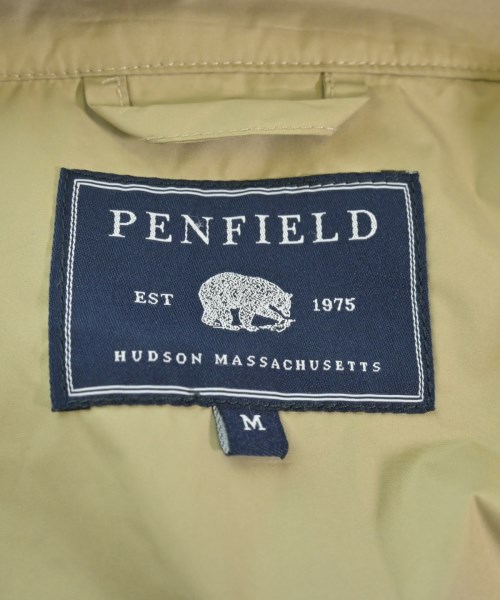 PENFIELD
EST 1975
HUDSON MASSACHUSETTS
M